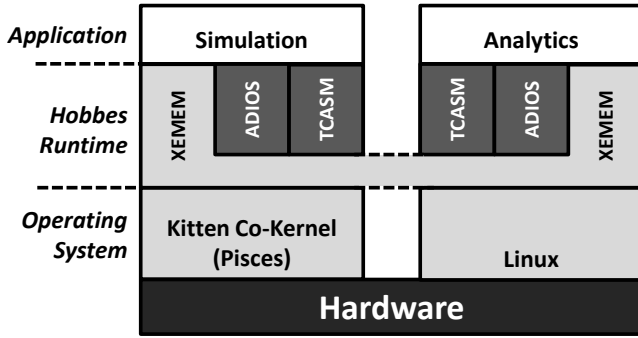 Application
Simulation
Analytics
Hobbes
Runtime
XEMEM
ADIOS
TCASM
TCASM
ADIOS
XEMEM
Operating
System
Kitten Co-Kernel
(Pisces)
Linux
Hardware